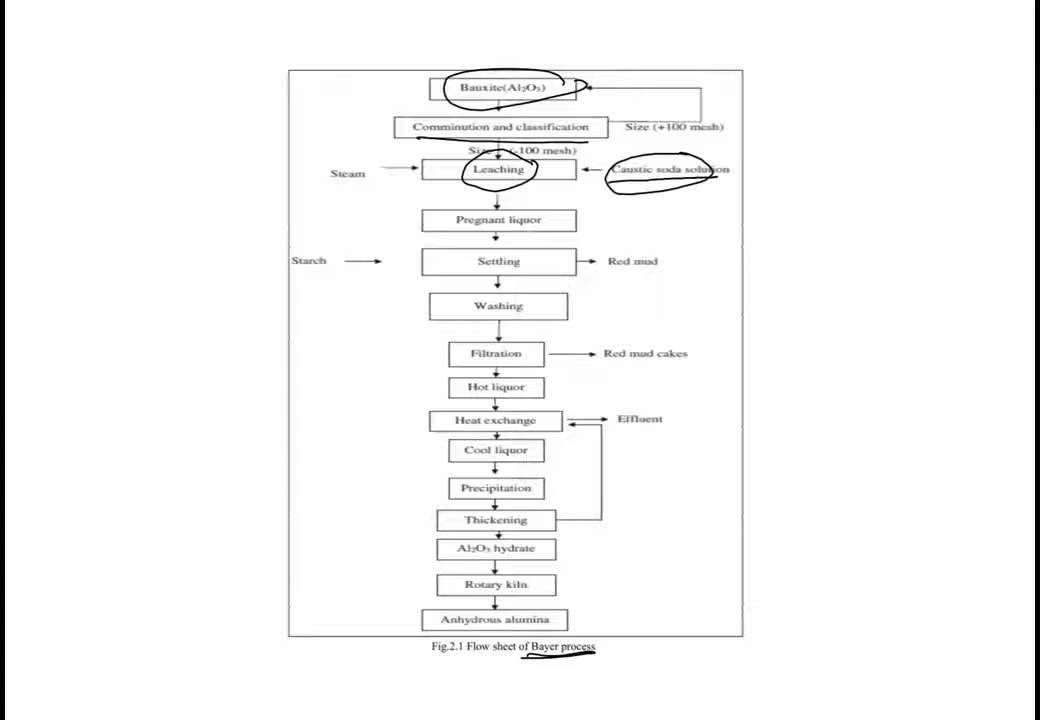 Bauxite(Al₂O₃)
Comminution and classification
Size (+100 mesh)
Size (-100 mesh)
Steam
Leaching
Caustic soda solution
Pregnant liquor
Starch
Settling
Red mud
Washing
Filtration
Red mud cakes
Hot liquor
Heat exchange
Effluent
Cool liquor
Precipitation
Thickening
Al₂O₃ hydrate
Rotary kiln
Anhydrous alumina
Fig.2.1 Flow sheet of Bayer process